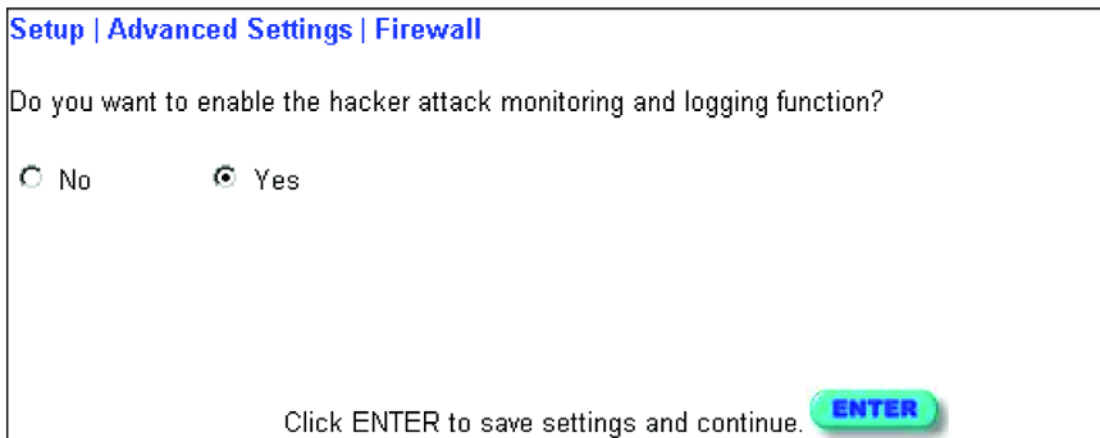 Setup | Advanced Settings | Firewall
Do you want to enable the hacker attack monitoring and logging function?
No Yes
Click ENTER to save settings and continue. ENTER